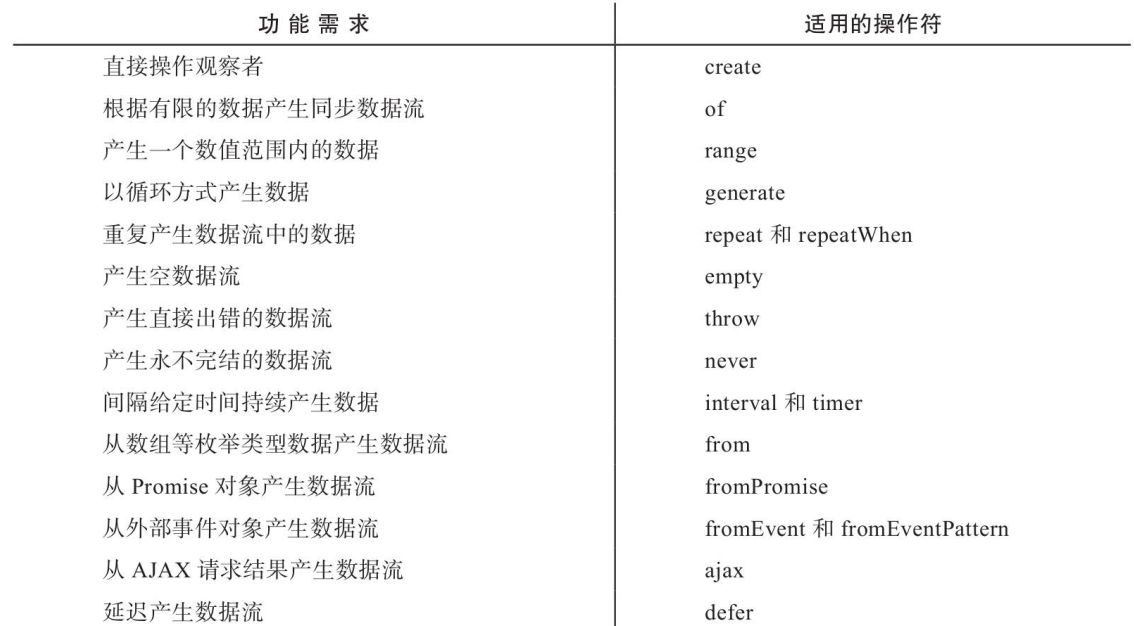 功能需求 适用的操作符
直接操作观察者 create
根据有限的数据产生同步数据流 of
产生一个数值范围内的数据 range
以循环方式产生数据 generate
重复产生数据流中的数据 repeat 和 repeatWhen
产生空数据流 empty
产生直接出错的数据流 throw
产生永不完结的数据流 never
间隔给定时间持续产生数据 interval 和 timer
从数组等枚举类型数据产生数据流 from
从 Promise 对象产生数据流 fromPromise
从外部事件对象产生数据流 fromEvent 和 fromEventPattern
从 AJAX 请求结果产生数据流 ajax
延迟产生数据流 defer